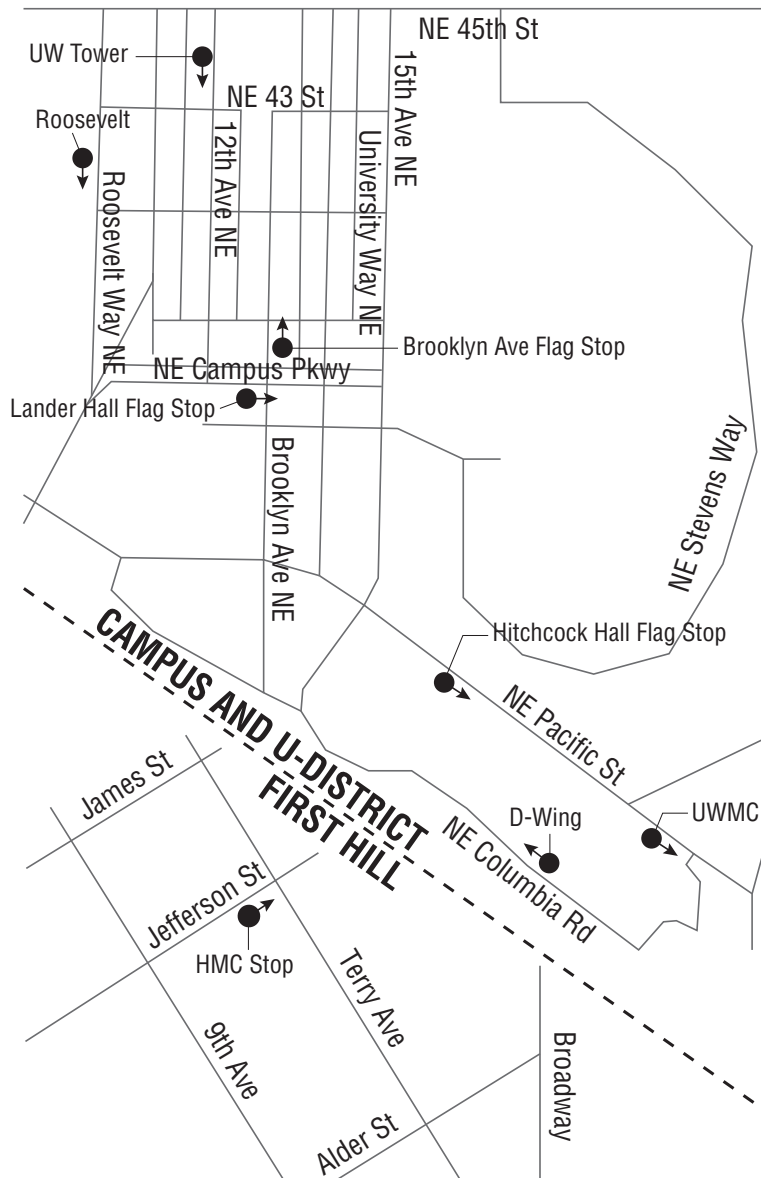 NE 45th St
UW Tower
15th Ave NE
NE 43 St
Roosevelt
12th Ave NE
University Way NE
Roosevelt Way NE
Brooklyn Ave Flag Stop
NE Campus Pkwy
Lander Hall Flag Stop
Brooklyn Ave NE
NE Stevens Way
Hitchcock Hall Flag Stop
CAMPUS AND U-DISTRICT
FIRST HILL
NE Pacific St
James St
D-Wing
UWMC
NE Columbia Rd
Jefferson St
HMC Stop
Terry Ave
9th Ave
Broadway
Alder St